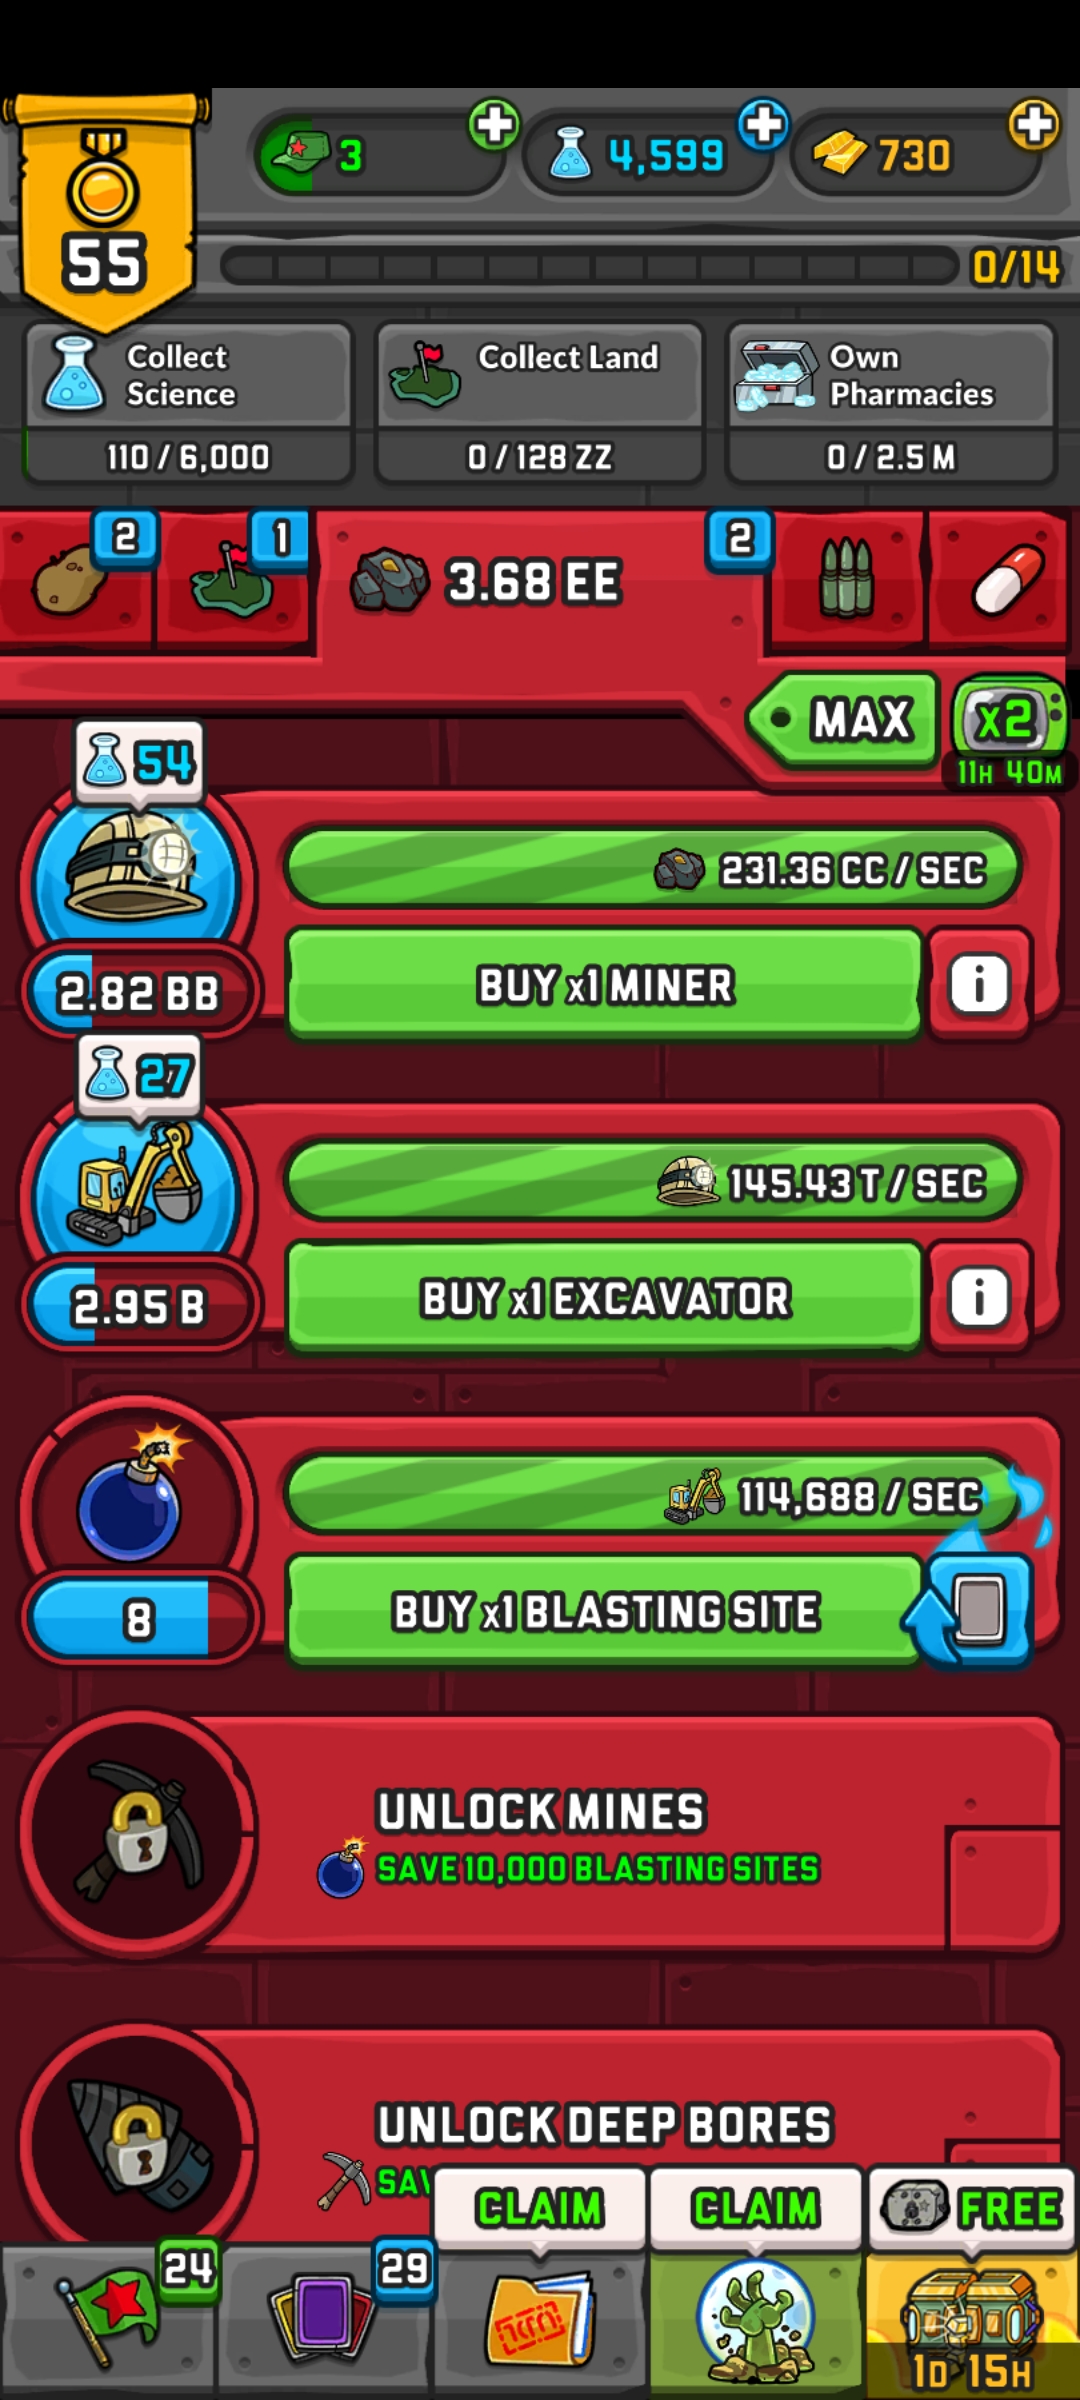 55
3
4,599
730
0/14
Collect
Science
110 / 6,000
Collect Land
0 / 128 ZZ
Own
Pharmacies
0 / 2.5 M
2
1
3.68 EE
2
MAX
x2
11H 40M
54
231.36 CC / SEC
2.82 BB
BUY x1 MINER
i
27
145.43 T / SEC
2.95 B
BUY x1 EXCAVATOR
i
114,688 / SEC
8
BUY x1 BLASTING SITE
UNLOCK MINES
SAVE 10,000 BLASTING SITES
UNLOCK DEEP BORES
CLAIM
CLAIM
FREE
24
29
1D 15H